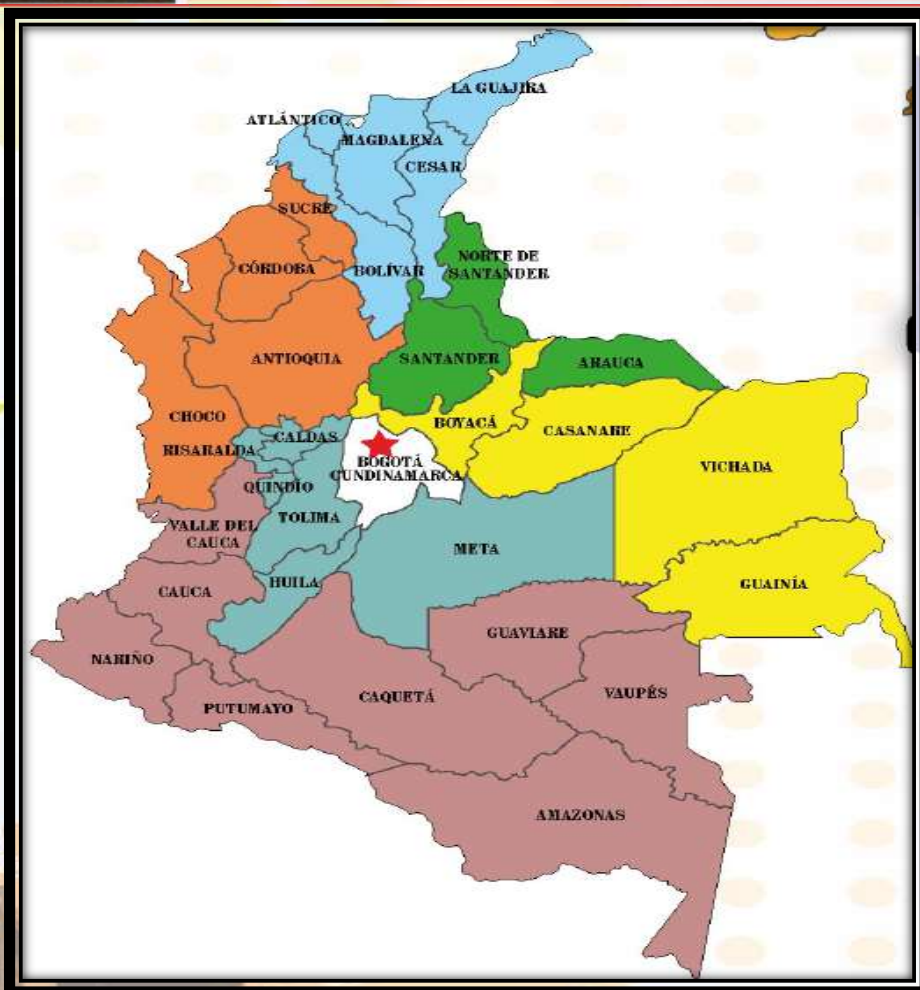 LA GUAJIRA
ATLÁNTICO
MAGDALENA
CESAR
SUCRE
NORTE DE
SANTANDER
CÓRDOBA
BOLÍVAR
ANTIOQUIA
SANTANDER
ARAUCA
CHOCO
BOYACÁ
CASANARE
CALDAS
RISARALDA
BOGOTÁ
CUNDINAMARCA
VICHADA
QUINDÍO
TOLIMA
VALLE DEL
CAUCA
META
HUILA
GUAINÍA
CAUCA
GUAVIARE
NARIÑO
CAQUETÁ
VAUPÉS
PUTUMAYO
AMAZONAS